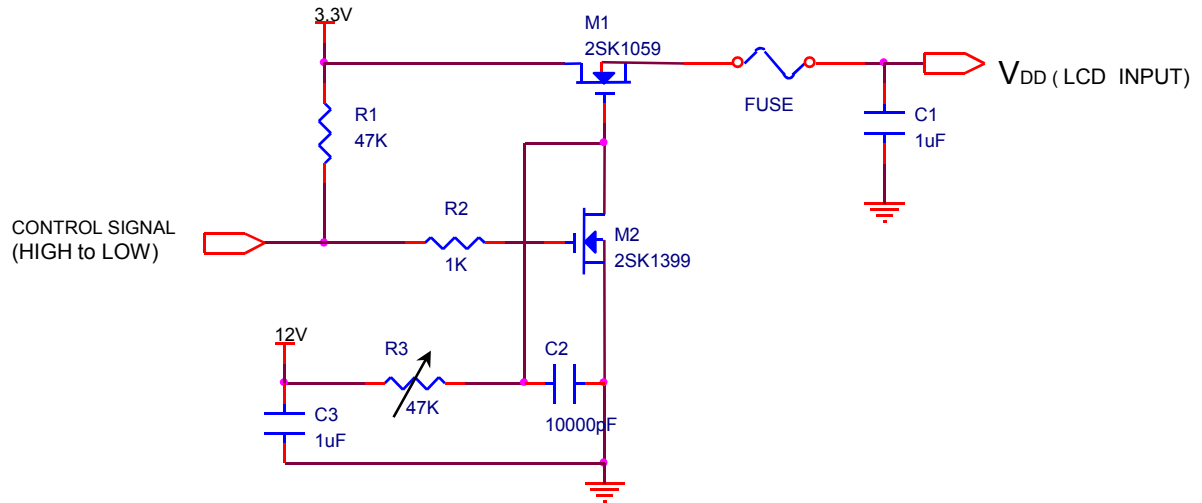 3.3V
M1
2SK1059
FUSE
VDD ( LCD INPUT)
R1
47K
C1
1uF
CONTROL SIGNAL
(HIGH to LOW)
R2
1K
M2
2SK1399
12V
R3
47K
C2
10000pF
C3
1uF